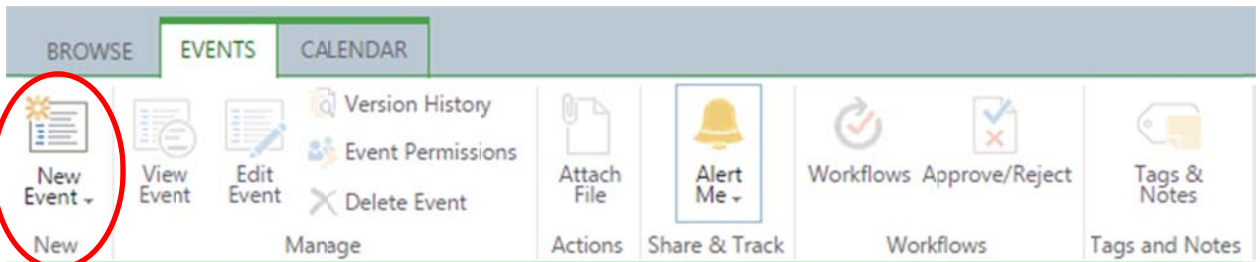 BROWSE EVENTS CALENDAR
New
Event
View
Event
Edit
Event
Version History
Event Permissions
Delete Event
Attach
File
Alert
Me
Workflows
Approve/Reject
Tags &
Notes
New
Manage
Actions
Share & Track
Workflows
Tags and Notes